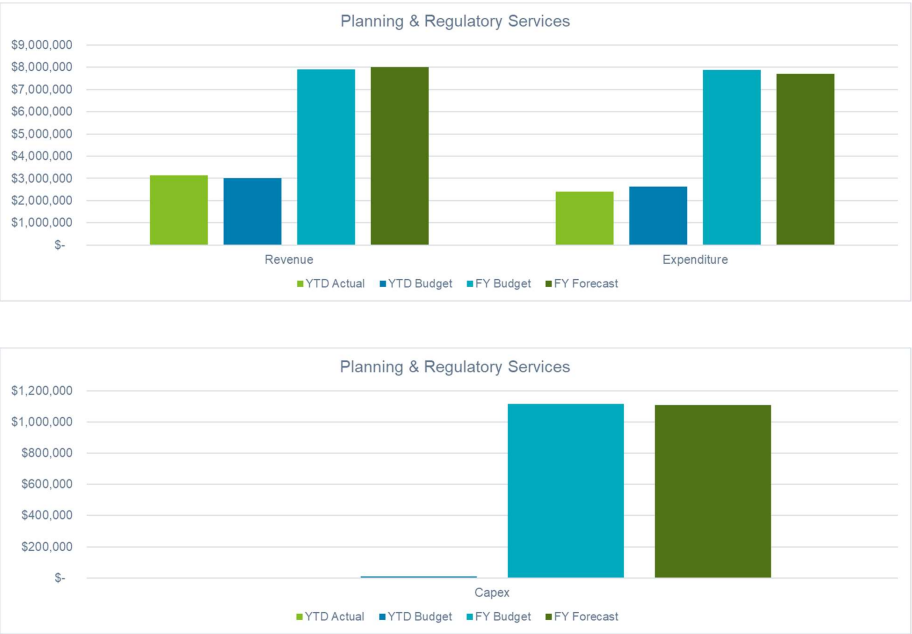 Planning & Regulatory Services
$9,000,000
$8,000,000
$7,000,000
$6,000,000
$5,000,000
$4,000,000
$3,000,000
$2,000,000
$1,000,000
$-
Revenue Expenditure
YTD Actual YTD Budget FY Budget FY Forecast
Planning & Regulatory Services
$1,200,000
$1,000,000
$800,000
$600,000
$400,000
$200,000
$-
Capex
YTD Actual YTD Budget FY Budget FY Forecast